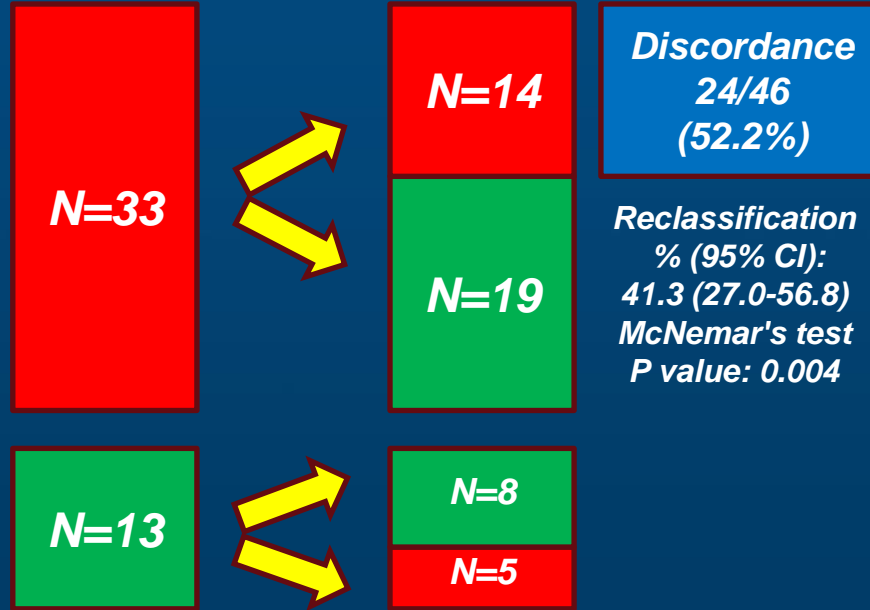 N=33
N=14
N=19
Discordance
24/46
(52.2%)
Reclassification
% (95% CI):
41.3 (27.0-56.8)
McNemar's test
P value: 0.004
N=13
N=8
N=5